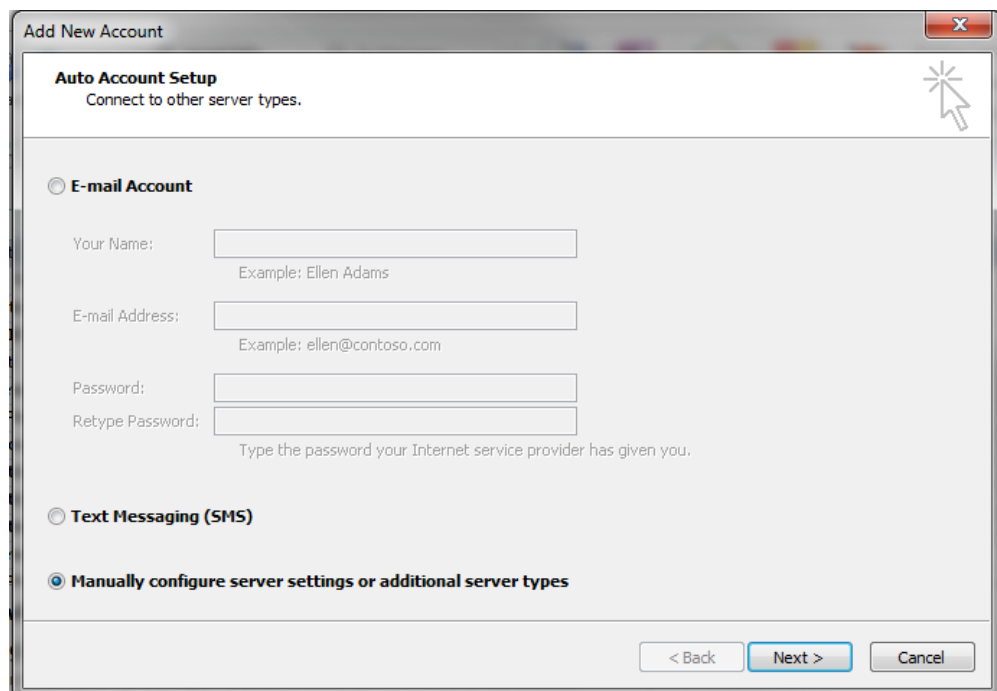 Add New Account
Auto Account Setup
Connect to other server types.
E-mail Account
Your Name:
Example: Ellen Adams
E-mail Address:
Example: ellen@contoso.com
Password:
Retype Password:
Type the password your Internet service provider has given you.
Text Messaging (SMS)
Manually configure server settings or additional server types
< Back Next > Cancel